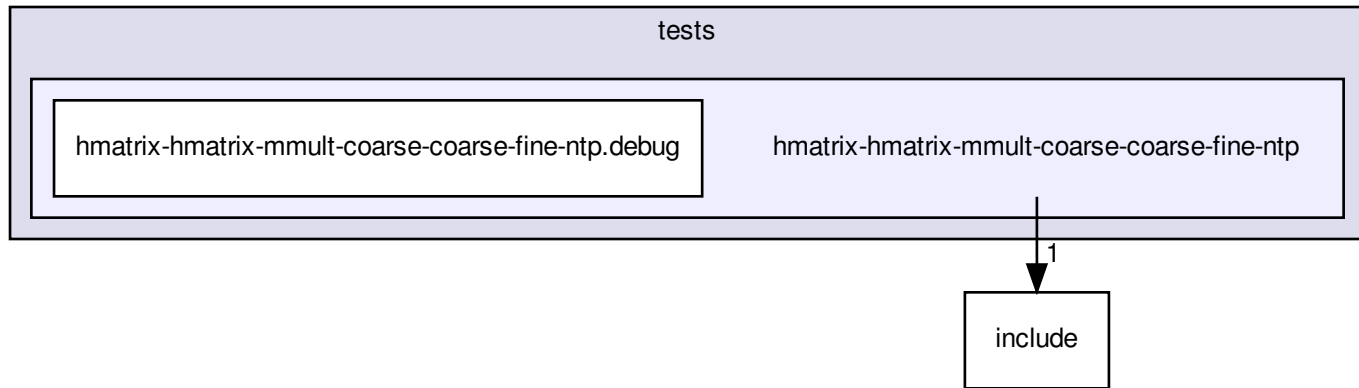 tests
hmatrix-hmatrix-mmult-coarse-coarse-fine-ntp.debug
hmatrix-hmatrix-mmult-coarse-coarse-fine-ntp
1
include